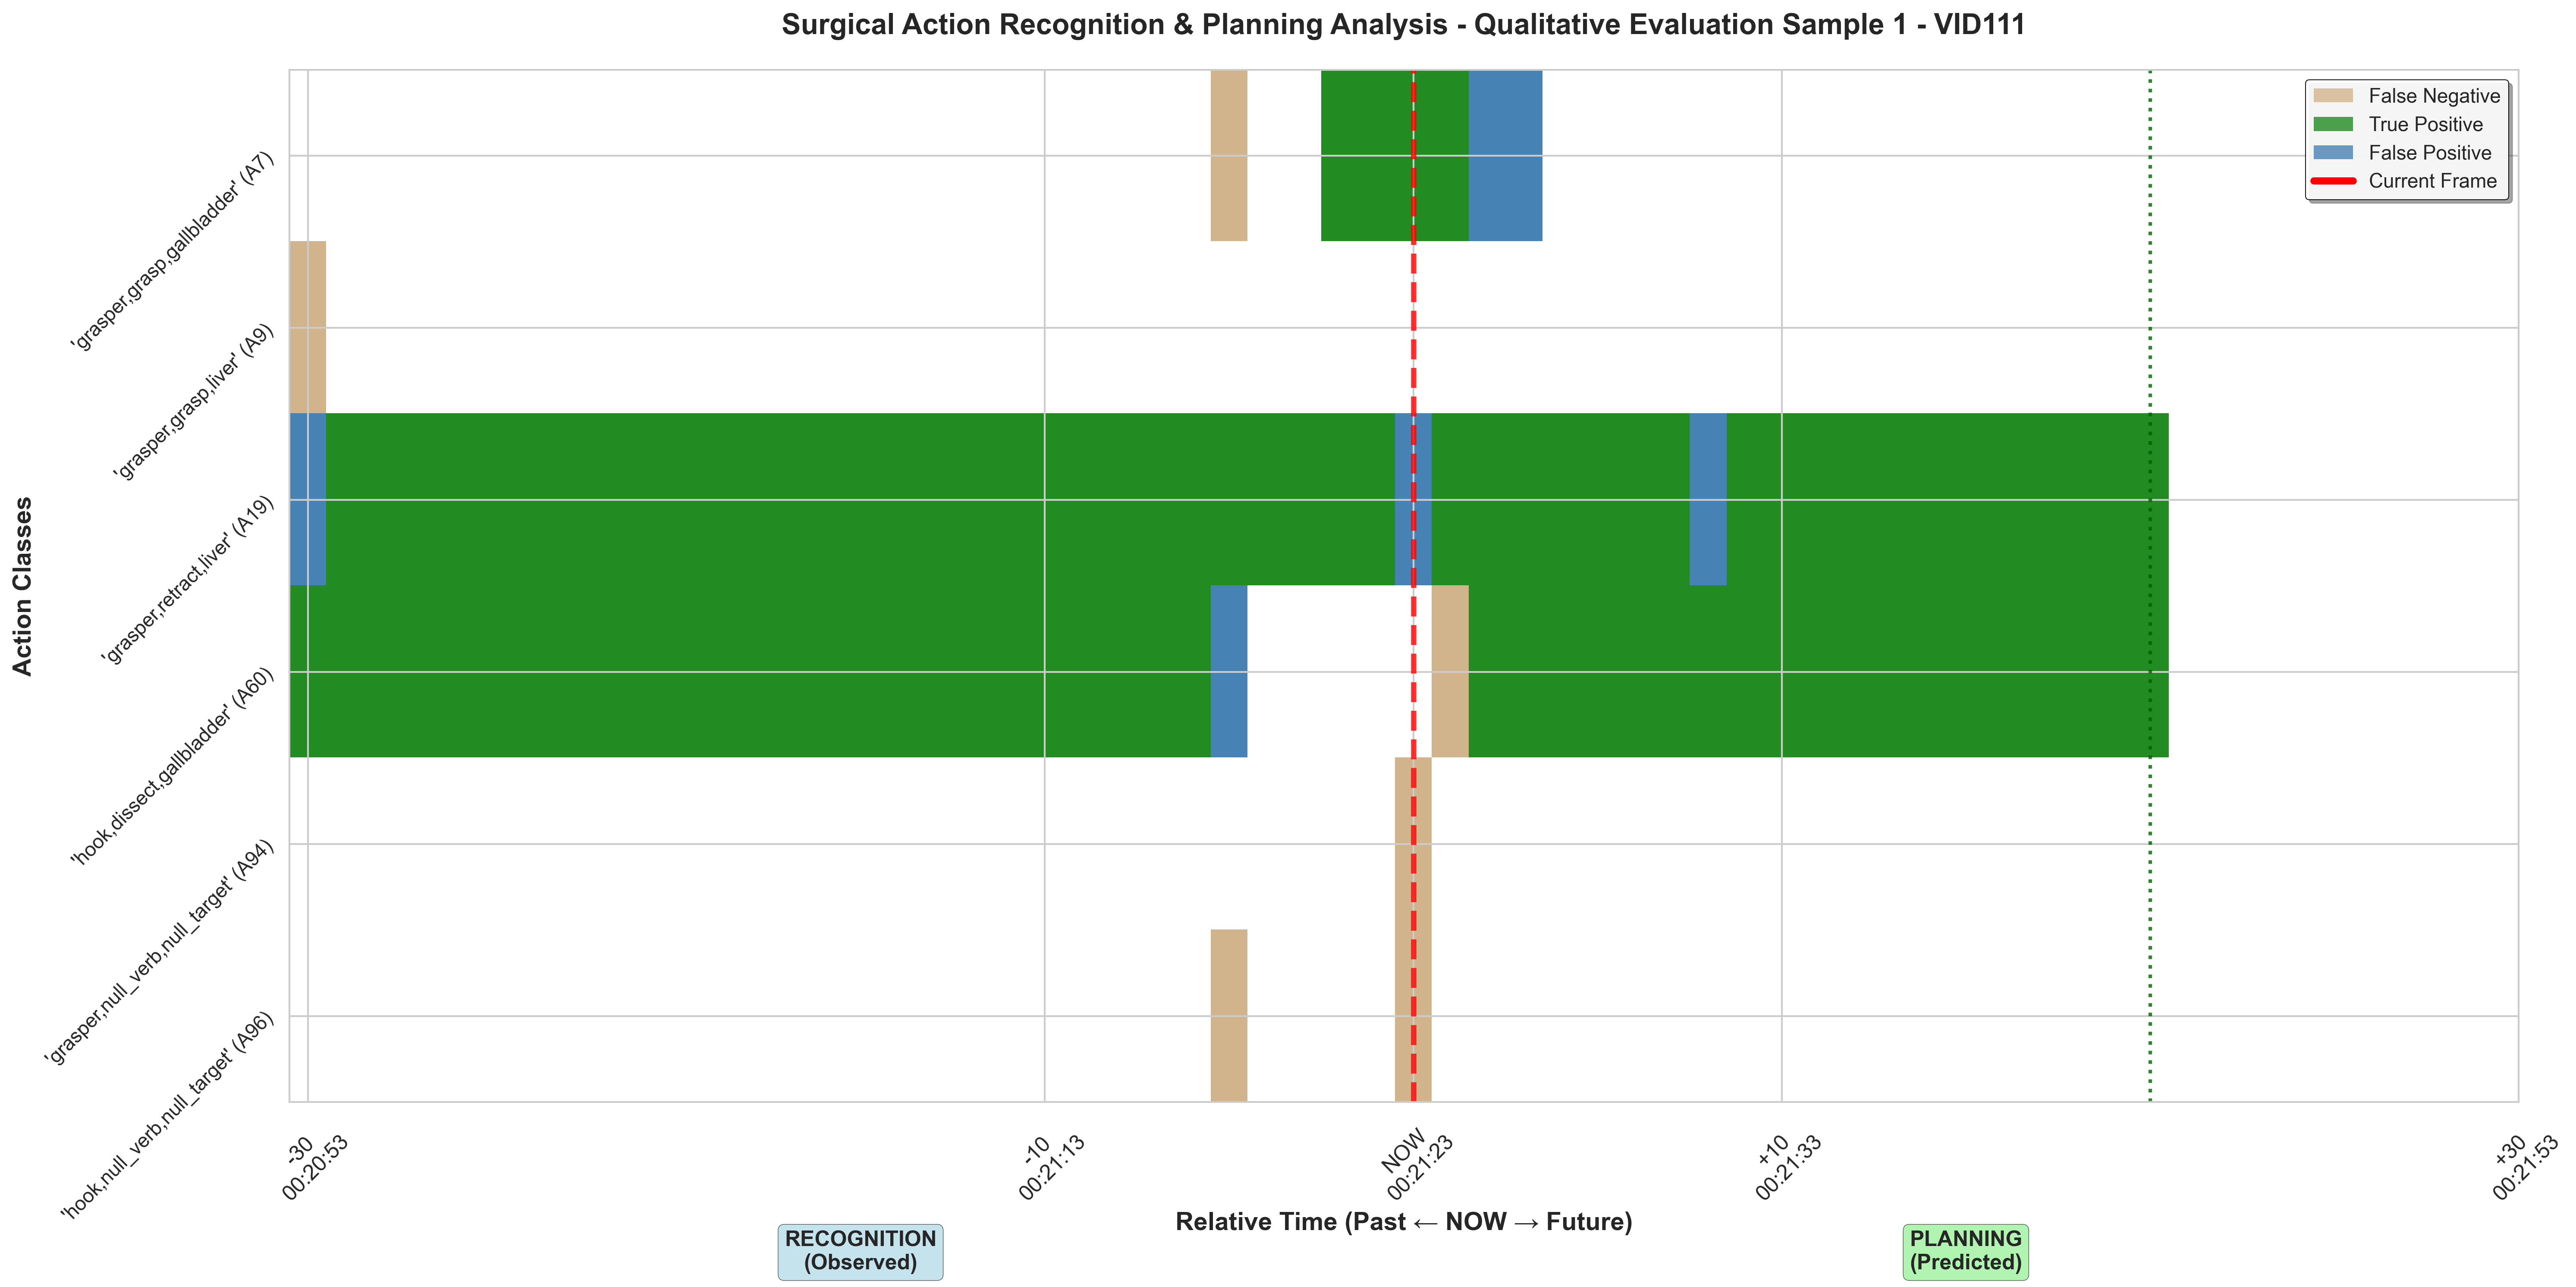 Surgical Action Recognition & Planning Analysis - Qualitative Evaluation Sample 1 - VID111
False Negative
True Positive
False Positive
Current Frame
Action Classes
'grasper,grasp,gallbladder' (A7)
'grasper,grasp,liver' (A9)
'grasper,retract,liver' (A19)
'hook,dissect,gallbladder' (A60)
'grasper,null_verb,null_target' (A94)
'hook,null_verb,null_target' (A96)
-30
00:20:53
-10
00:21:13
NOW
00:21:23
+10
00:21:33
+30
00:21:53
Relative Time (Past ← NOW → Future)
RECOGNITION
(Observed)
PLANNING
(Predicted)